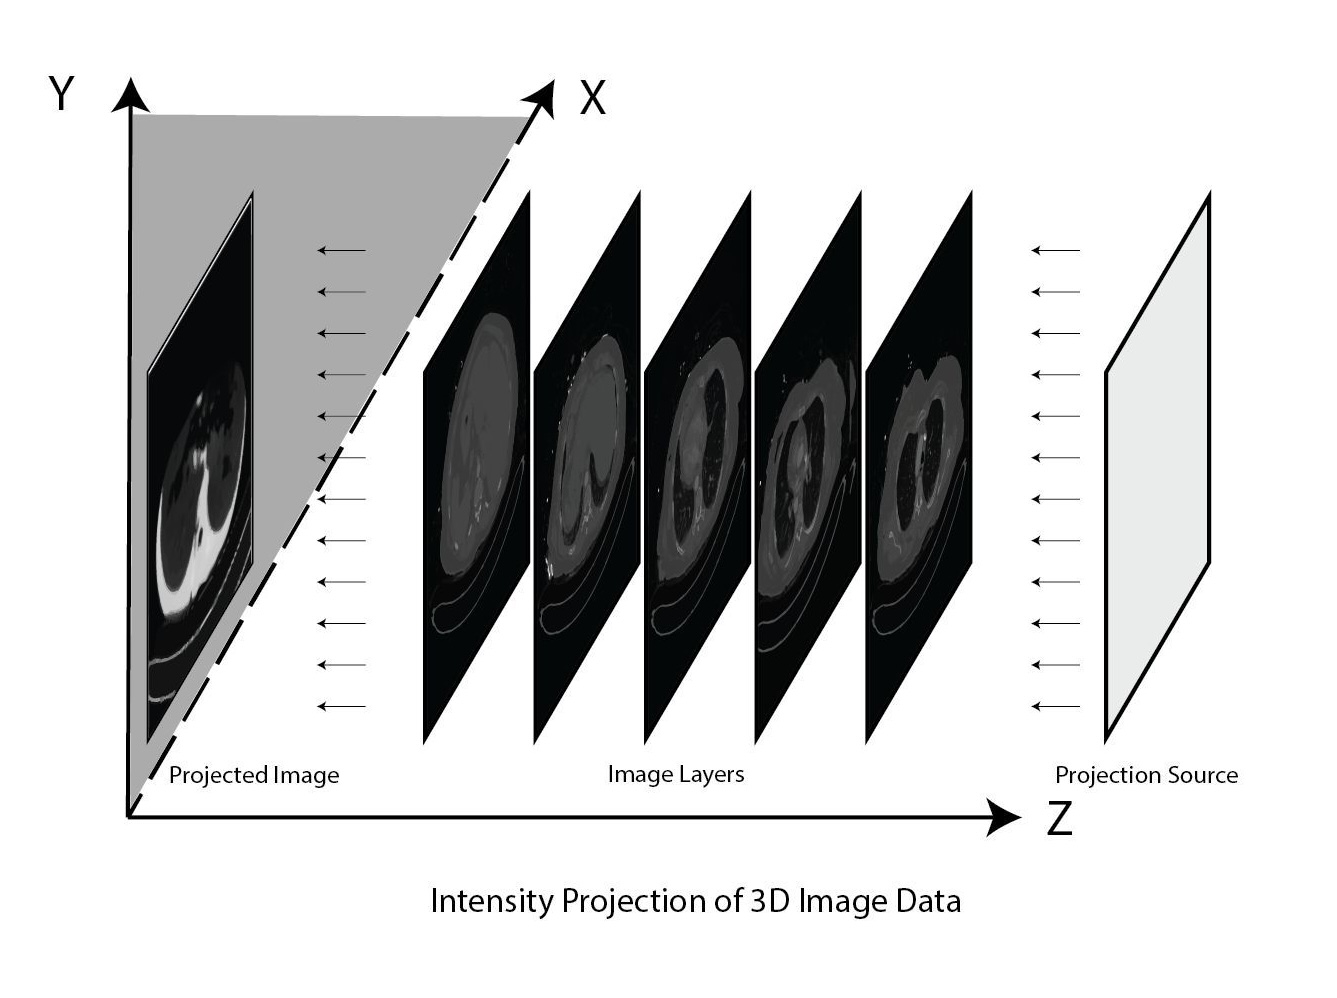 Y
X
Projected Image
Image Layers
Projection Source
Z
Intensity Projection of 3D Image Data